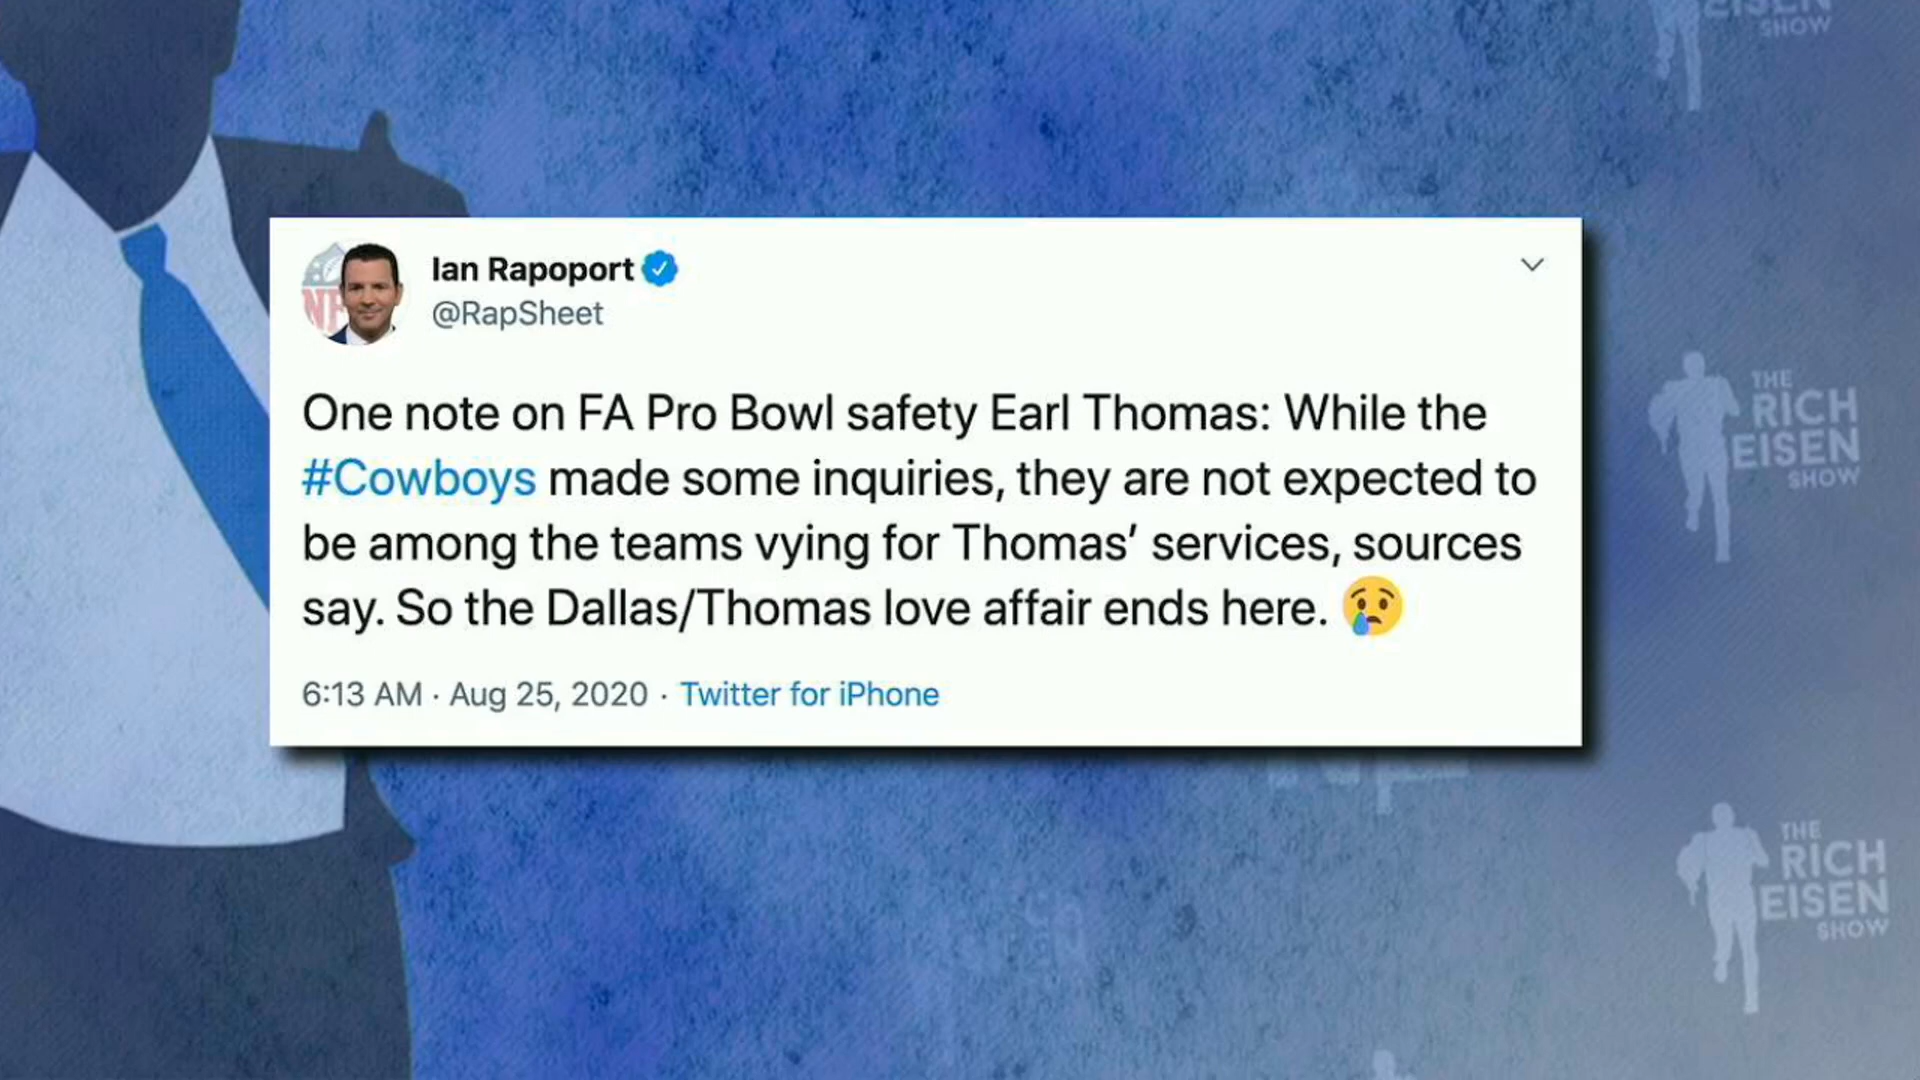 EISEN
SHOW
Ian Rapoport
@RapSheet
One note on FA Pro Bowl safety Earl Thomas: While the
#Cowboys made some inquiries, they are not expected to
be among the teams vying for Thomas’ services, sources
say. So the Dallas/Thomas love affair ends here. 😢
6:13 AM · Aug 25, 2020 · Twitter for iPhone
THE
RICH
EISEN
SHOW
THE
RICH
EISEN
SHOW